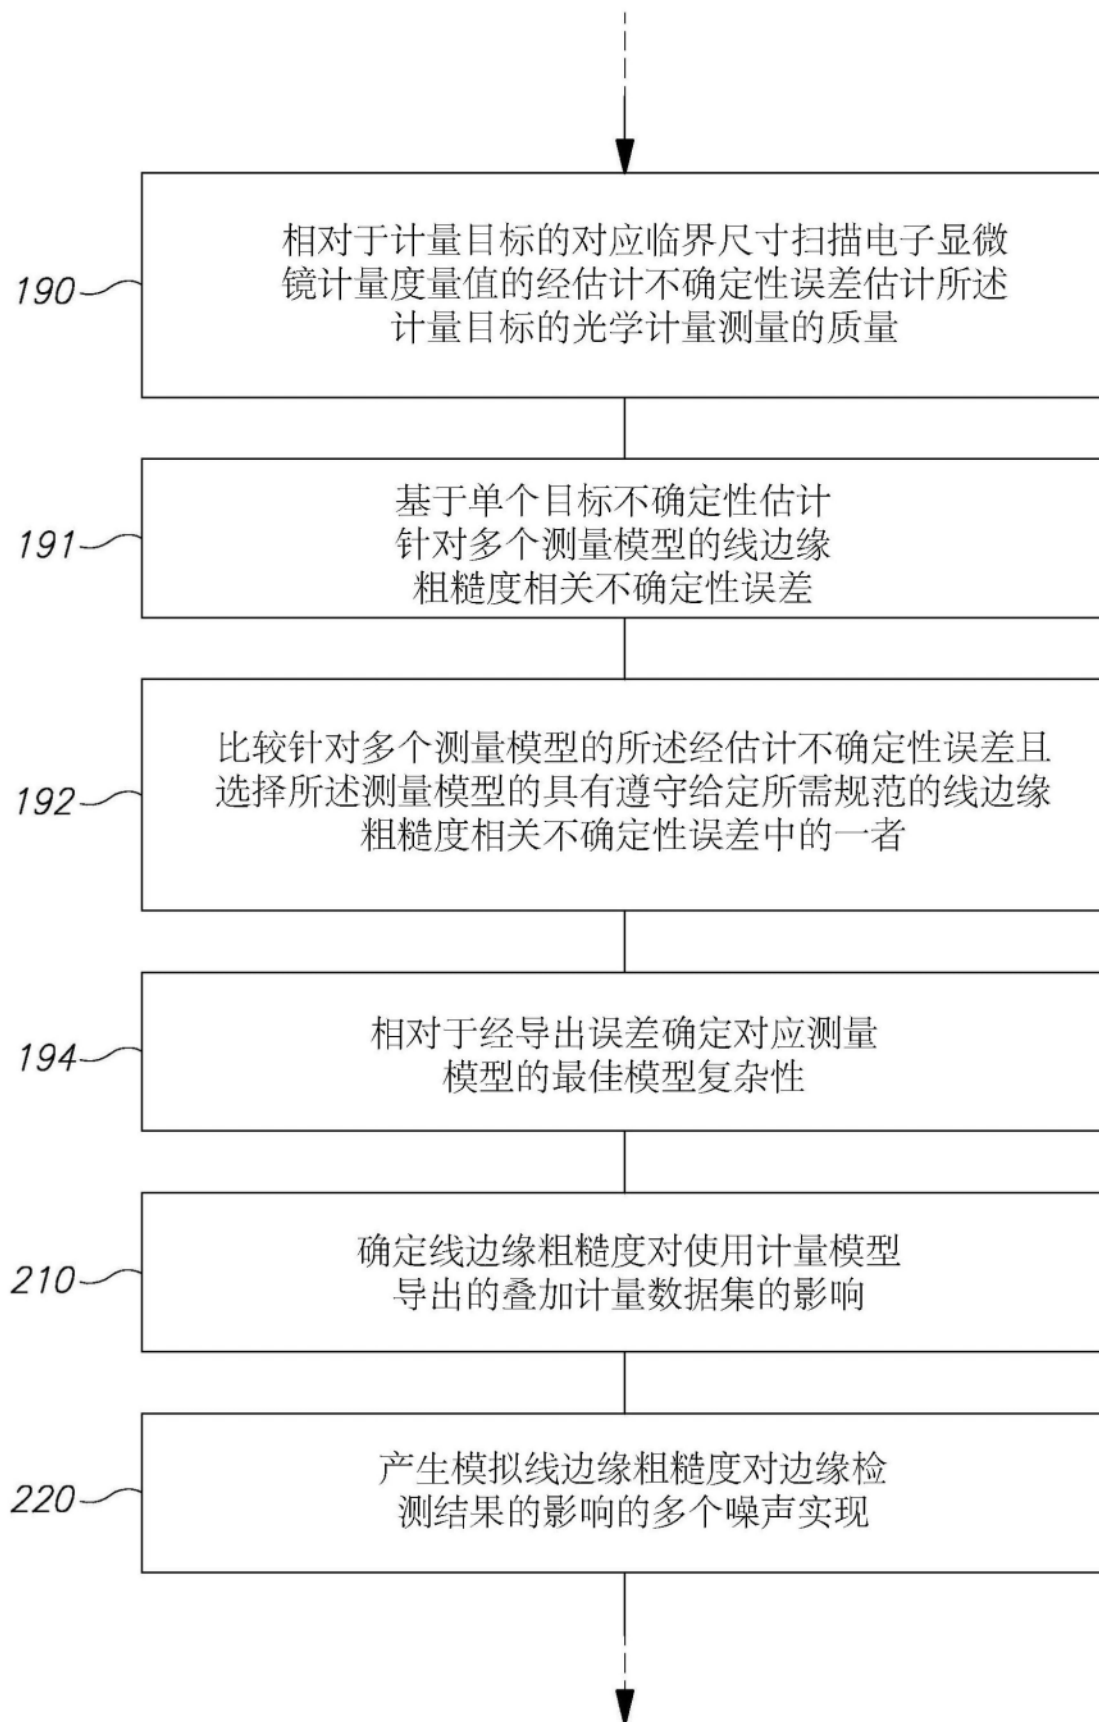 相对于计量目标的对应临界尺寸扫描电子显微
190
镜计量度量值的经估计不确定性误差估计所述
计量目标的光学计量测量的质量
基于单个目标不确定性估计
191
针对多个测量模型的线边缘
粗糙度相关不确定性误差
比较针对多个测量模型的所述经估计不确定性误差且
192
选择所述测量模型的具有遵守给定所需规范的线边缘
粗糙度相关不确定性误差中的一者
相对于经导出误差确定对应测量
194
模型的最佳模型复杂性
确定线边缘粗糙度对使用计量模型
210
导出的叠加计量数据集的影响
产生模拟线边缘粗糙度对边缘检
220
测结果的影响的多个噪声实现